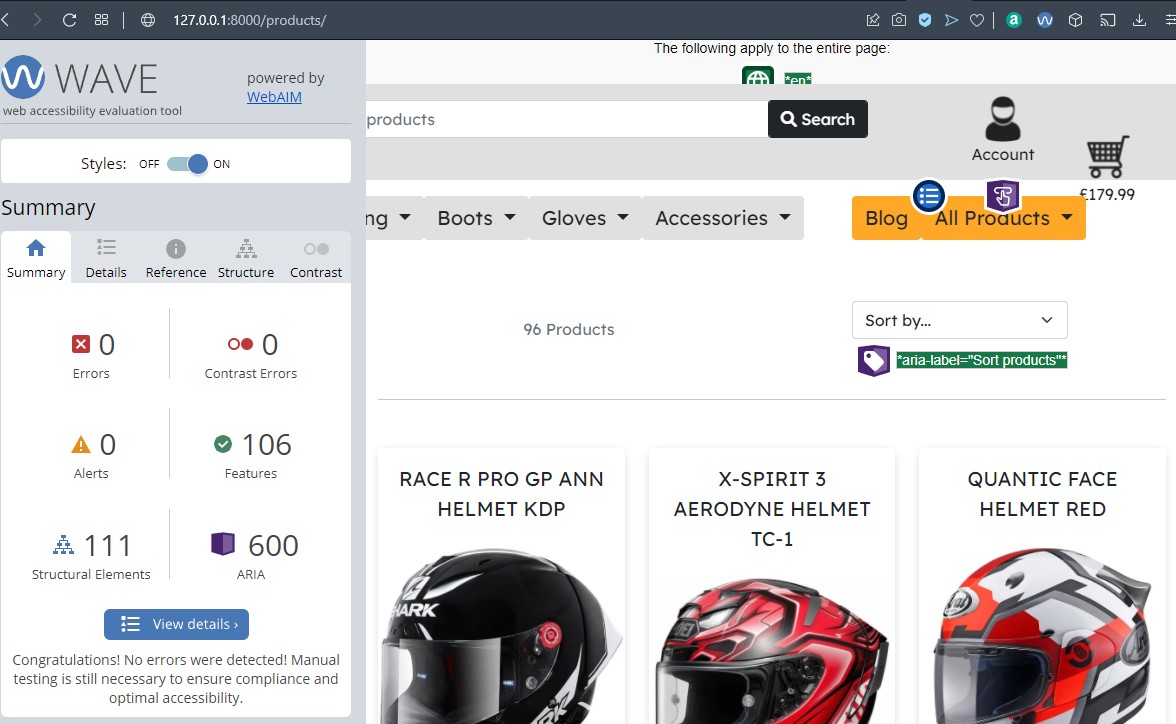 127.0.0.1:8000/products/
WAVE
web accessibility evaluation tool
powered by
WebAIM
Styles: OFF ON
Summary
Summary Details Reference Structure Contrast
0
Errors
0
Contrast Errors
0
Alerts
106
Features
111
Structural Elements
600
ARIA
View details ›
Congratulations! No errors were detected! Manual
testing is still necessary to ensure compliance and
optimal accessibility.
The following apply to the entire page:
*en*
products
Search
Account
£179.99
ng Boots Gloves Accessories Blog All Products
96 Products
Sort by...
*aria-label="Sort products"*
RACE R PRO GP ANN
HELMET KDP
X-SPIRIT 3
AERODYNE HELMET
TC-1
QUANTIC FACE
HELMET RED
SHARK
Arai